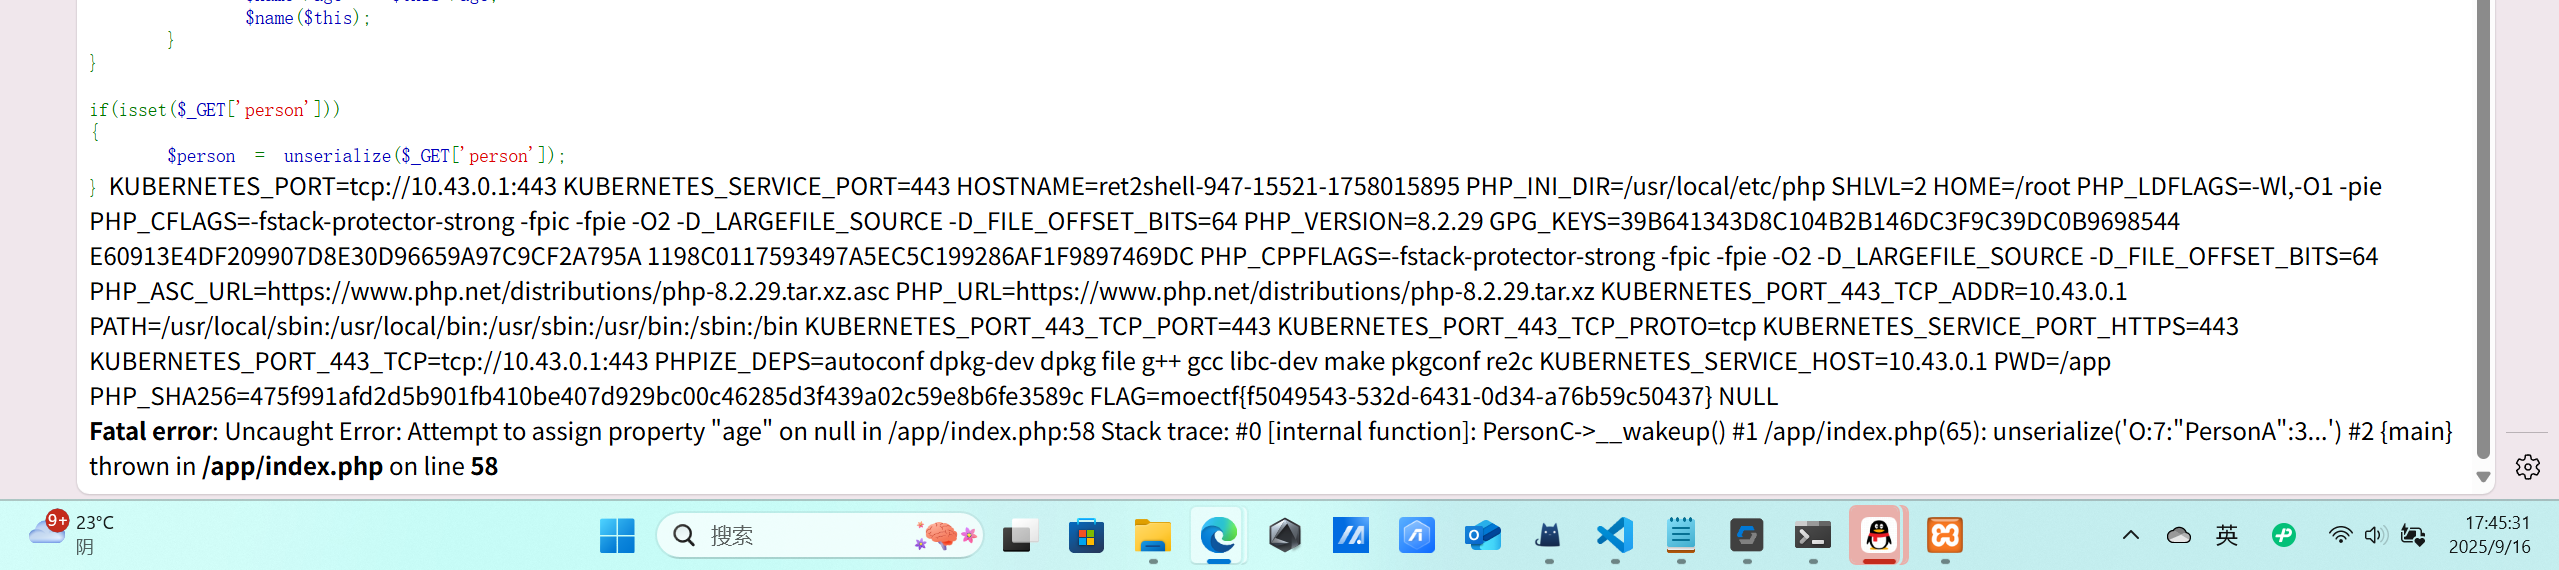 $name($this);
}
}
if(isset($_GET['person']))
{
$person = unserialize($_GET['person']);
} KUBERNETES_PORT=tcp://10.43.0.1:443 KUBERNETES_SERVICE_PORT=443 HOSTNAME=ret2shell-947-15521-1758015895 PHP_INI_DIR=/usr/local/etc/php SHLVL=2 HOME=/root PHP_LDFLAGS=-Wl,-O1 -pie
PHP_CFLAGS=-fstack-protector-strong -fpic -fpie -O2 -D_LARGEFILE_SOURCE -D_FILE_OFFSET_BITS=64 PHP_VERSION=8.2.29 GPG_KEYS=39B641343D8C104B2B146DC3F9C39DC0B9698544
E60913E4DF209907D8E30D96659A97C9CF2A795A 1198C0117593497A5EC5C199286AF1F9897469DC PHP_CPPFLAGS=-fstack-protector-strong -fpic -fpie -O2 -D_LARGEFILE_SOURCE -D_FILE_OFFSET_BITS=64
PHP_ASC_URL=https://www.php.net/distributions/php-8.2.29.tar.xz.asc PHP_URL=https://www.php.net/distributions/php-8.2.29.tar.xz KUBERNETES_PORT_443_TCP_ADDR=10.43.0.1
PATH=/usr/local/sbin:/usr/local/bin:/usr/sbin:/usr/bin:/sbin:/bin KUBERNETES_PORT_443_TCP_PORT=443 KUBERNETES_PORT_443_TCP_PROTO=tcp KUBERNETES_SERVICE_PORT_HTTPS=443
KUBERNETES_PORT_443_TCP=tcp://10.43.0.1:443 PHPIZE_DEPS=autoconf dpkg-dev dpkg file g++ gcc libc-dev make pkgconf re2c KUBERNETES_SERVICE_HOST=10.43.0.1 PWD=/app
PHP_SHA256=475f991afd2d5b901fb410be407d929bc00c46285d3f439a02c59e8b6fe3589c FLAG=moectf{f5049543-532d-6431-0d34-a76b59c50437} NULL
Fatal error: Uncaught Error: Attempt to assign property "age" on null in /app/index.php:58 Stack trace: #0 [internal function]: PersonC->__wakeup() #1 /app/index.php(65): unserialize('O:7:"PersonA":3...') #2 {main}
thrown in /app/index.php on line 58
9+
23°C
阴
搜索
英
17:45:31
2025/9/16